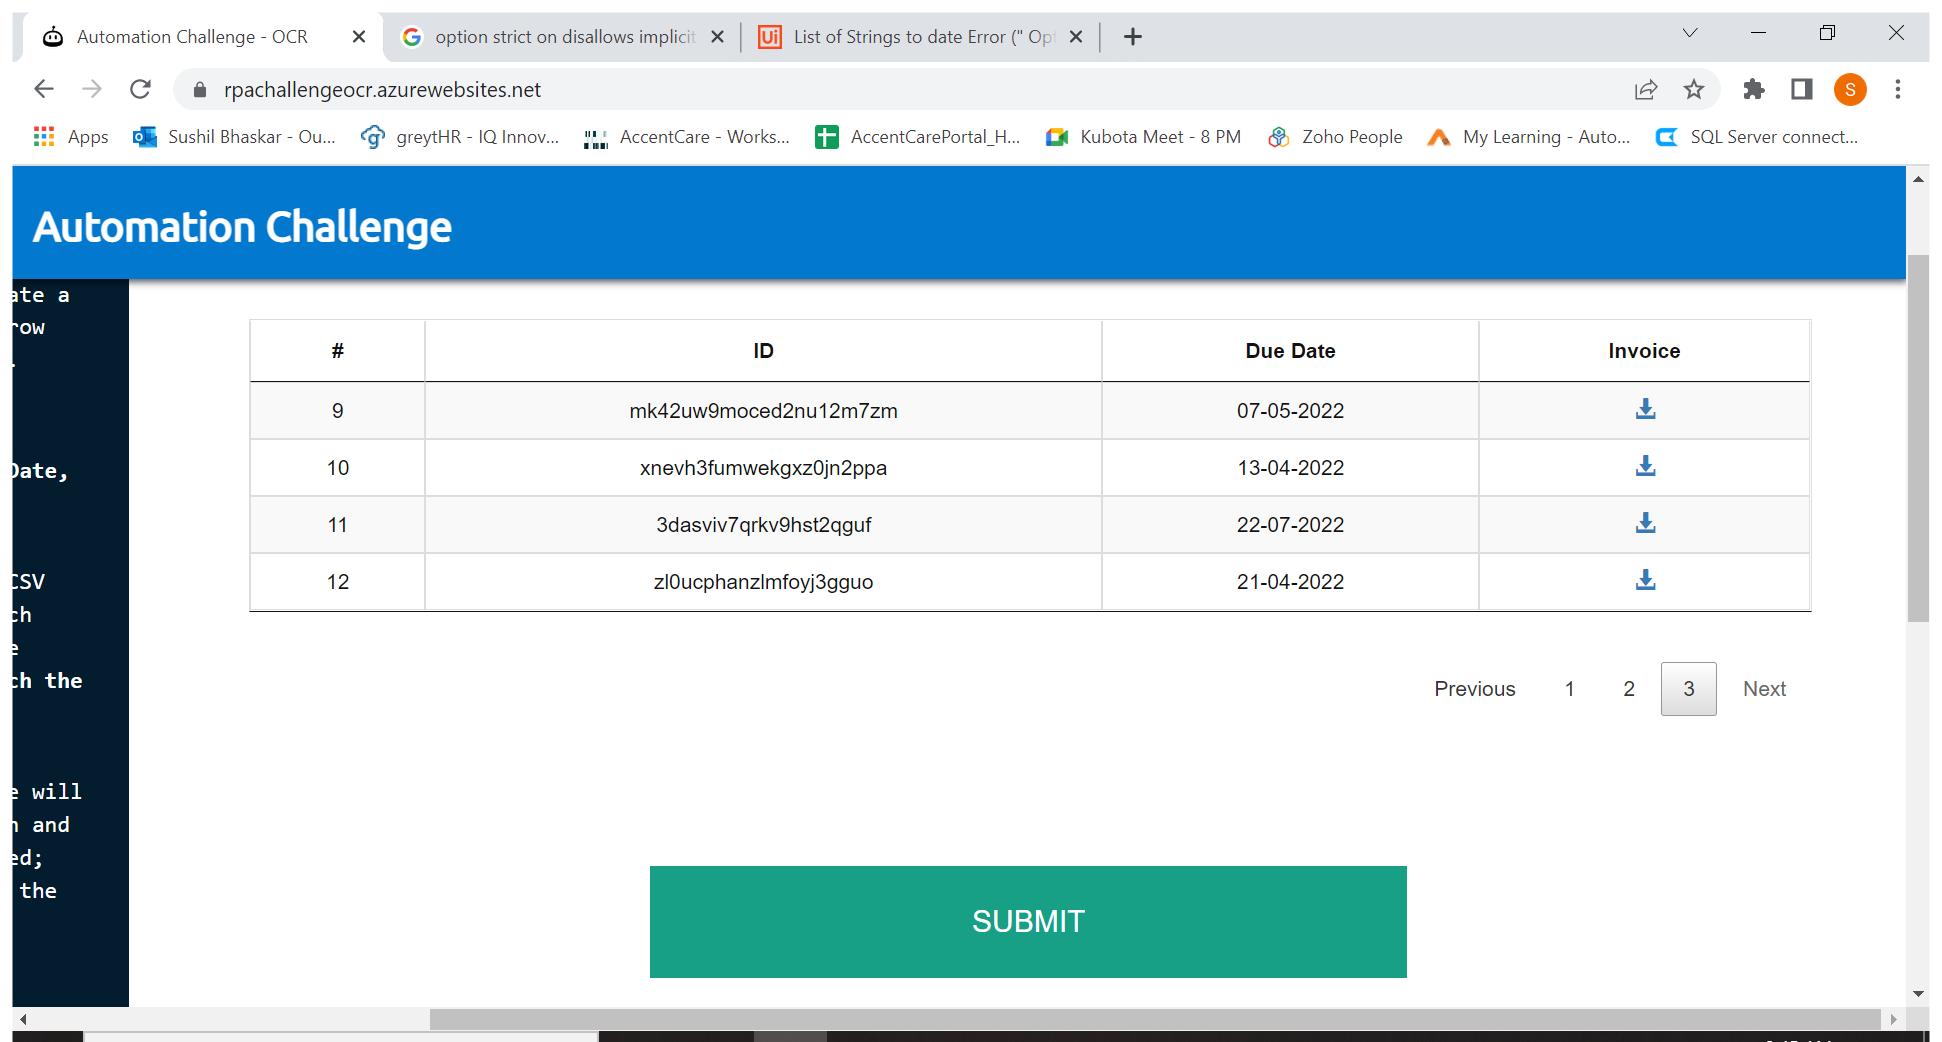 Automation Challenge - OCR
option strict on disallows implicit
List of Strings to date Error (" Op
rpachallengeocr.azurewebsites.net
S
Apps
Sushil Bhaskar - Ou...
greytHR - IQ Innov...
AccentCare - Works...
AccentCarePortal_H...
Kubota Meet - 8 PM
Zoho People
My Learning - Auto...
SQL Server connect...
Automation Challenge
ate a
row
.
Date,
CSV
ch
e
ch the
e will
n and
ed;
the
# ID Due Date Invoice
9 mk42uw9moced2nu12m7zm 07-05-2022
10 xnevh3fumwekgxz0jn2ppa 13-04-2022
11 3dasviv7qrkv9hst2qguf 22-07-2022
12 zl0ucphanzlmfoyj3gguo 21-04-2022
Previous 1 2 3 Next
SUBMIT